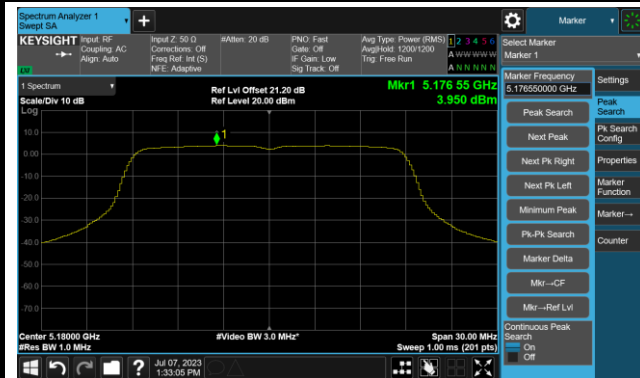 Spectrum Analyzer 1
Swept SA
Marker
KEYSIGHT
Input: RF
Coupling: AC
Align: Auto
Input Z: 50 Ω
Corrections: Off
Freq Ref: Int (S)
NFE: Adaptive
#Atten: 20 dB
PNO: Fast
Gate: Off
IF Gain: Low
Sig Track: Off
Avg Type: Power (RMS)
Avg|Hold: 1200/1200
Trig: Free Run
1 2 3 4 5 6
A W W W W W
A N N N N N
LW
Select Marker
Marker 1
1 Spectrum
Scale/Div 10 dB
Log
Ref Lvl Offset 21.20 dB
Ref Level 20.00 dBm
Mkr1 5.176 55 GHz
3.950 dBm
1
10.0
0.00
-10.0
-20.0
-30.0
-40.0
-50.0
-60.0
-70.0
Center 5.18000 GHz
#Res BW 1.0 MHz
#Video BW 3.0 MHz*
Span 30.00 MHz
Sweep 1.00 ms (201 pts)
Marker Frequency
5.176550000 GHz
Peak Search
Next Peak
Next Pk Right
Next Pk Left
Minimum Peak
Pk-Pk Search
Marker Delta
Mkr→CF
Mkr→Ref Lvl
Continuous Peak
Search
On
Off
Settings
Peak
Search
Pk Search
Config
Properties
Marker
Function
Marker→
Counter
Jul 07, 2023
1:33:05 PM